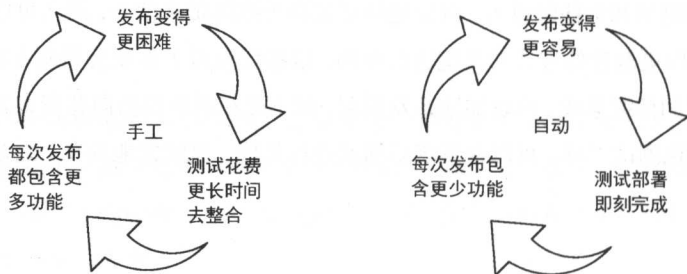 发布变得
更困难
手工
每次发布
都包含更
多功能
测试花费
更长时间
去整合
发布变得
更容易
自动
每次发布包
含更少功能
测试部署
即刻完成